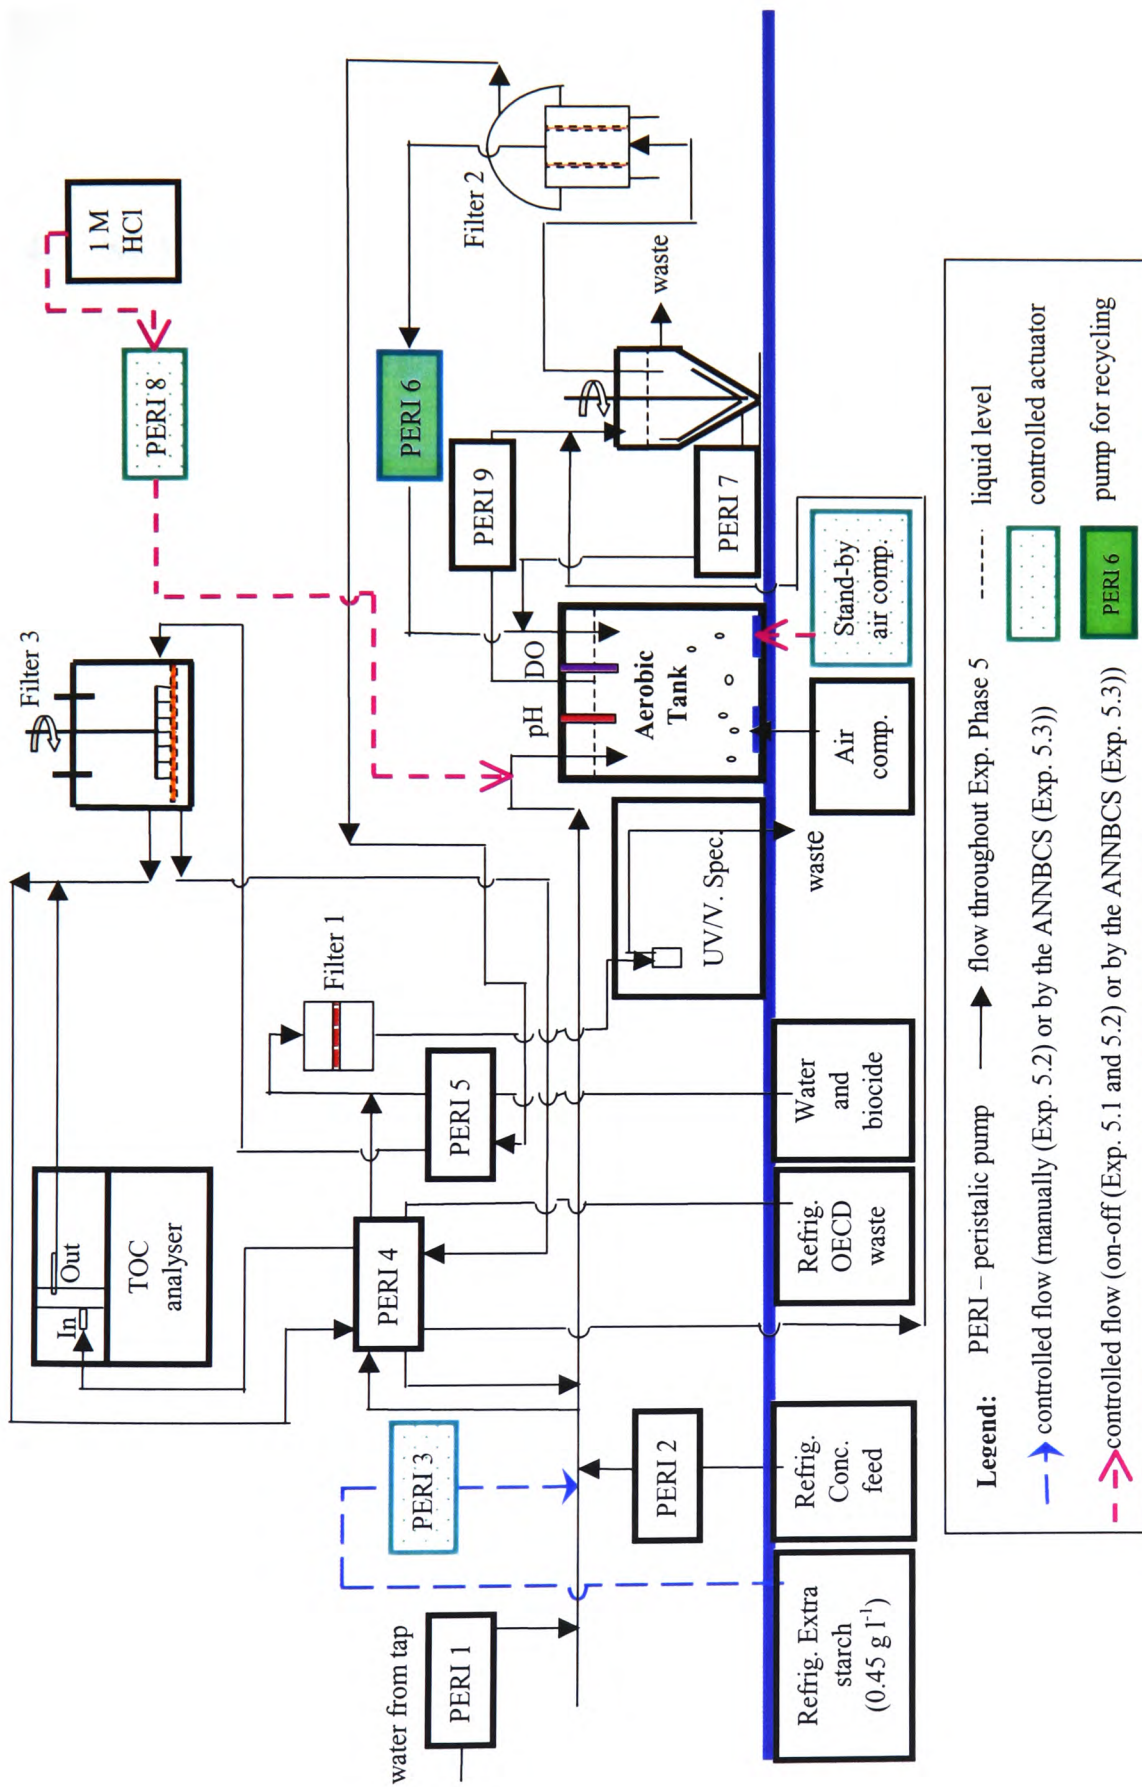 Filter 3
1 M
HCl
PERI 8
In
Out
TOC
analyser
Filter 1
Filter 2
PERI 6
PERI 9
PERI 7
waste
PERI 5
PERI 4
PERI 3
PERI 2
water from tap
PERI 1
pH
DO
Aerobic
Tank
UV/V. Spec.
waste
Refrig. Extra
starch
(0.45 g l⁻¹)
Refrig.
Conc.
feed
Refrig.
OECD
waste
Water
and
biocide
Air
comp.
Stand-by
air comp.
Legend: PERI – peristalic pump flow throughout Exp. Phase 5 liquid level
controlled flow (manually (Exp. 5.2) or by the ANNBCS (Exp. 5.3)) controlled actuator
controlled flow (on-off (Exp. 5.1 and 5.2) or by the ANNBCS (Exp. 5.3)) PERI 6 pump for recycling